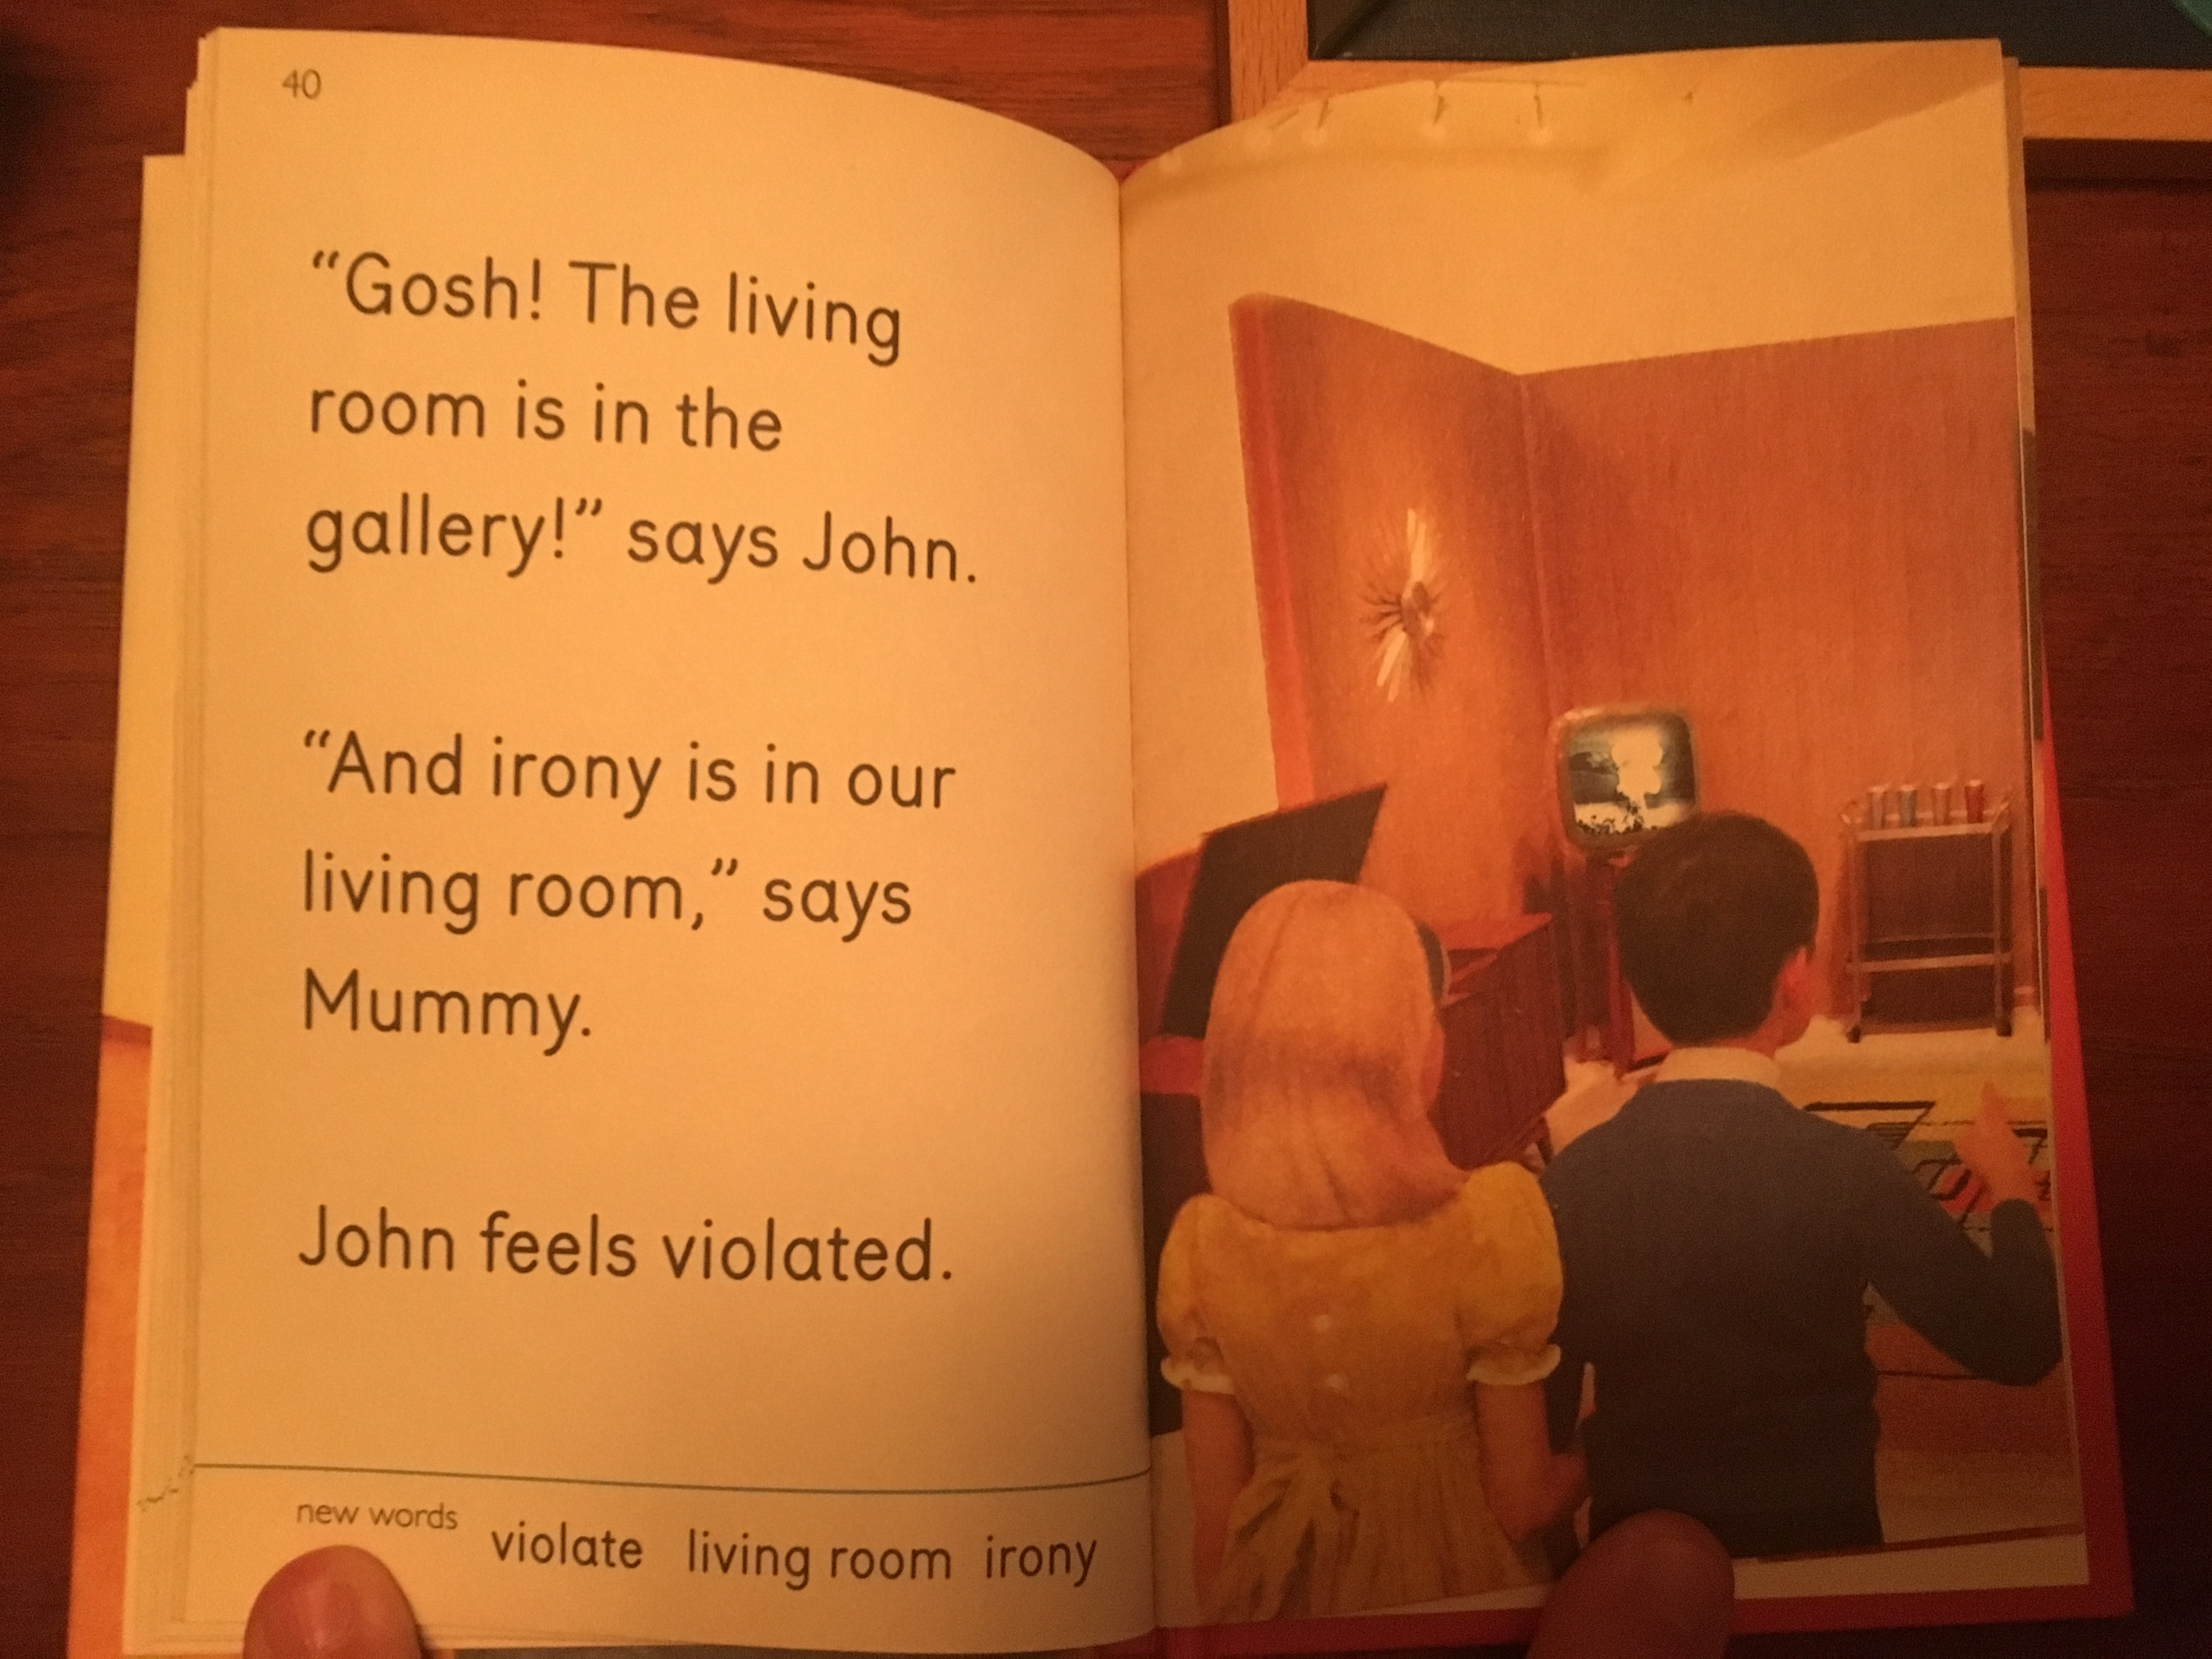 40
“Gosh! The living
room is in the
gallery!” says John.
“And irony is in our
living room,” says
Mummy.
John feels violated.
new words violate living room irony